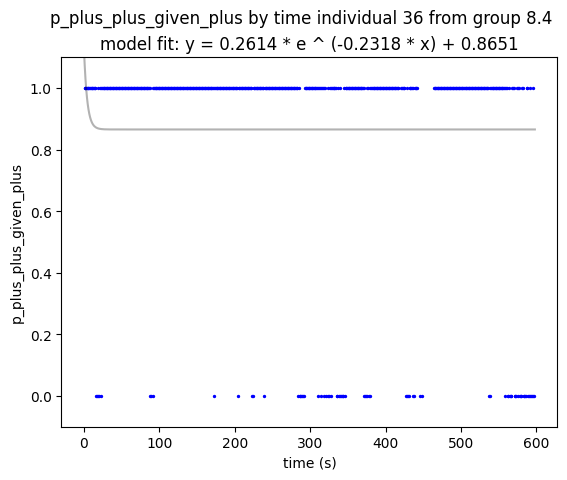 p_plus_plus_given_plus by time individual 36 from group 8.4
model fit: y = 0.2614 * e ^ (-0.2318 * x) + 0.8651
p_plus_plus_given_plus
1.0
0.8
0.6
0.4
0.2
0.0
0 100 200 300 400 500 600
time (s)